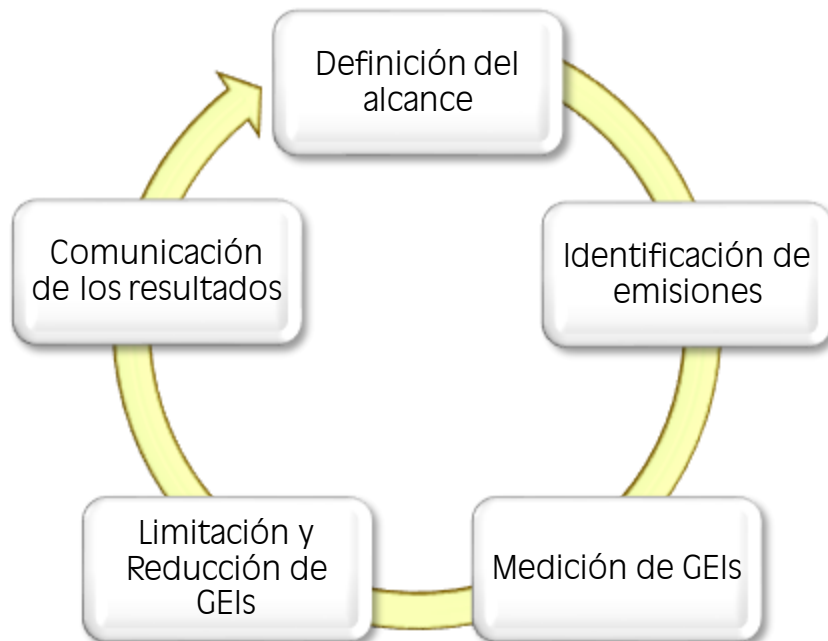 Definición del
alcance
Identificación de
emisiones
Medición de GEIs
Limitación y
Reducción de
GEIs
Comunicación
de los resultados